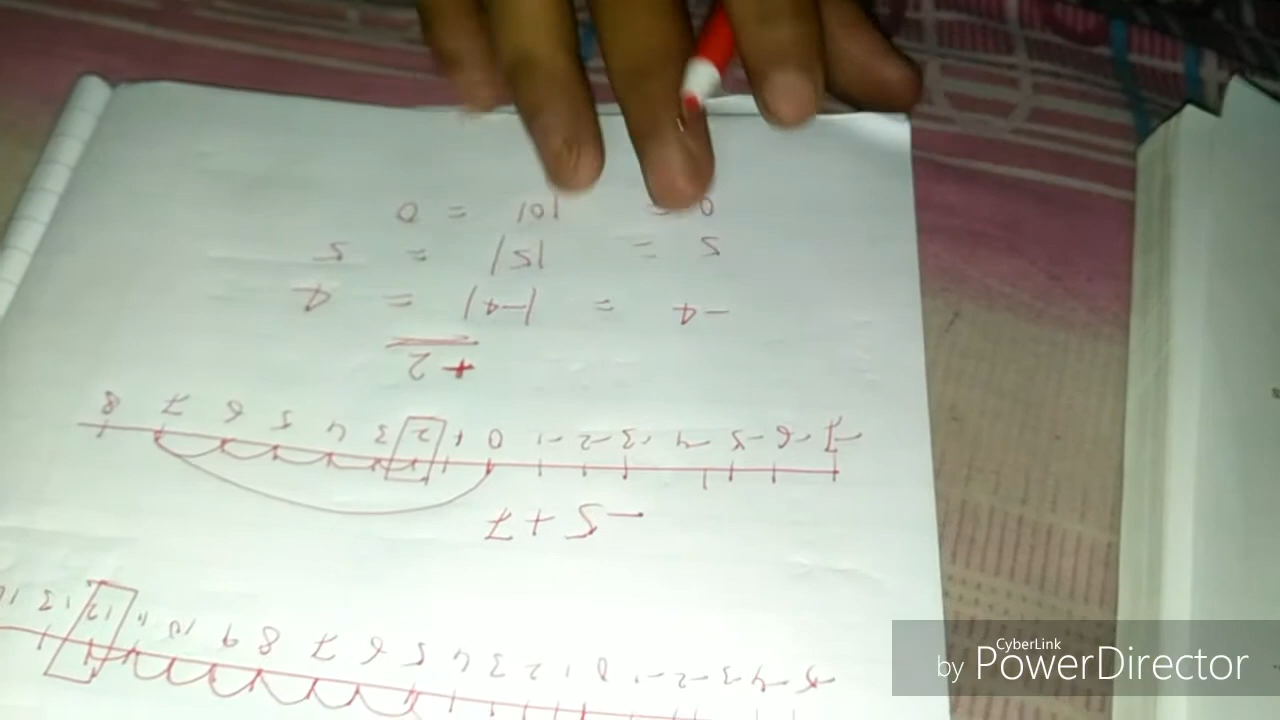 -5 -4 -3 -2 -1 0 1 2 3 4 5 6 7 8 9 10 11 12 13
-5+7
-7 -6 -5 -4 -3 -2 -1 0 1 2 3 4 5 6 7 8
+2
-4 = |-4| = 4
5 = |5| = 5
0 = |0| = 0
CyberLink
by PowerDirector